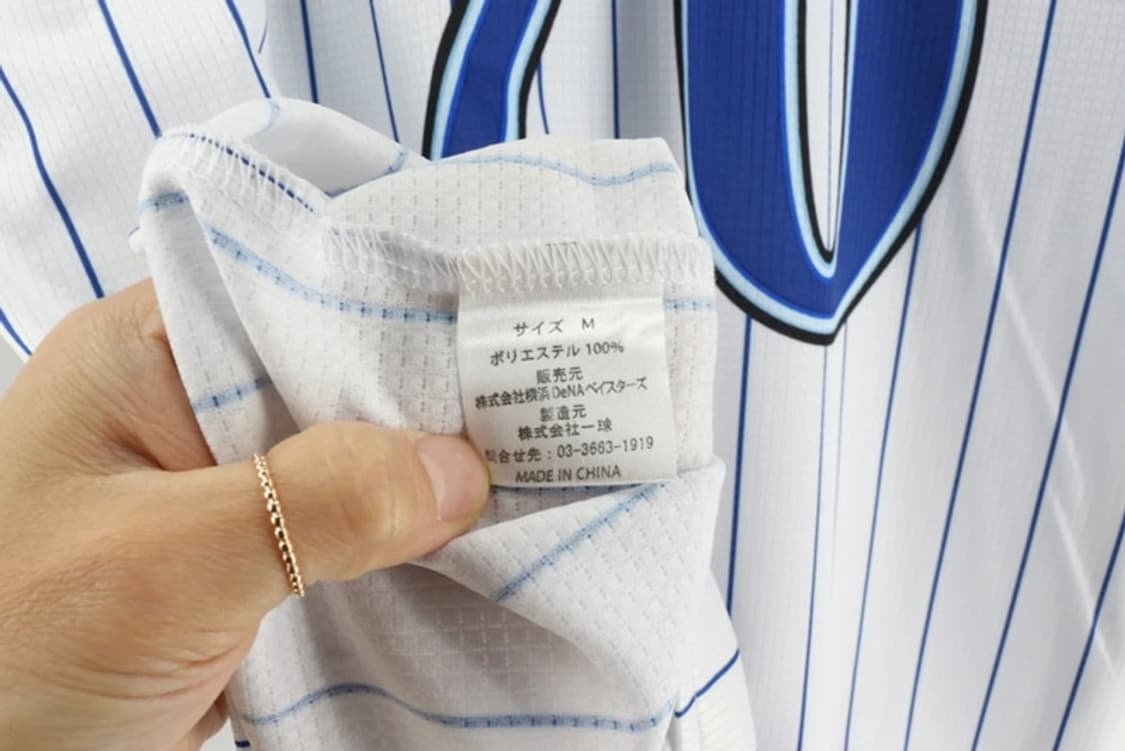 サイズ M
ポリエステル 100%
販売元
株式会社横浜DeNAベイスターズ
製造元
株式会社一球
問合せ先：03-3663-1919
MADE IN CHINA